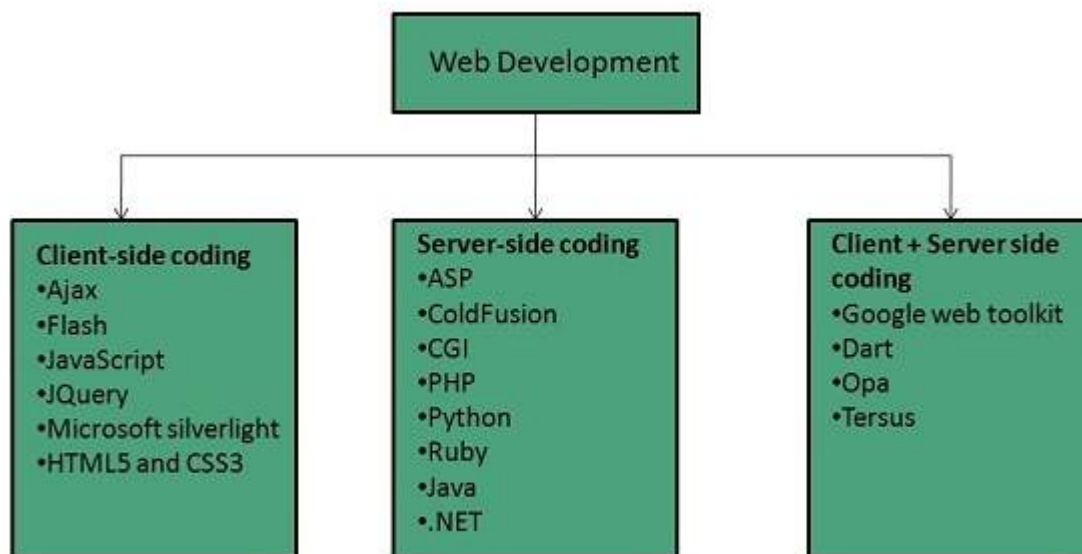 Web Development
Client-side coding
•Ajax
•Flash
•JavaScript
•JQuery
•Microsoft silverlight
•HTML5 and CSS3
Server-side coding
•ASP
•ColdFusion
•CGI
•PHP
•Python
•Ruby
•Java
•.NET
Client + Server side
coding
•Google web toolkit
•Dart
•Opa
•Tersus